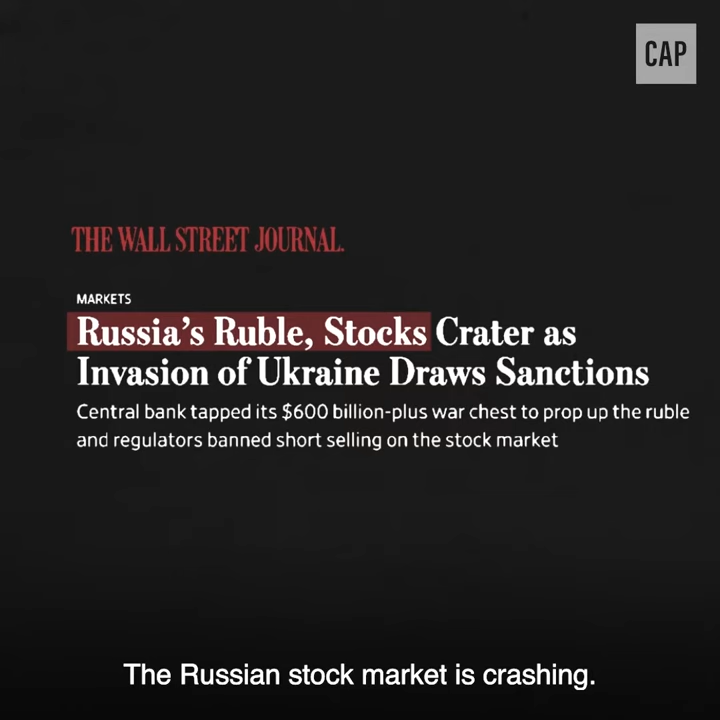 CAP
THE WALL STREET JOURNAL.
MARKETS
Russia’s Ruble, Stocks Crater as
Invasion of Ukraine Draws Sanctions
Central bank tapped its $600 billion-plus war chest to prop up the ruble
and regulators banned short selling on the stock market
The Russian stock market is crashing.